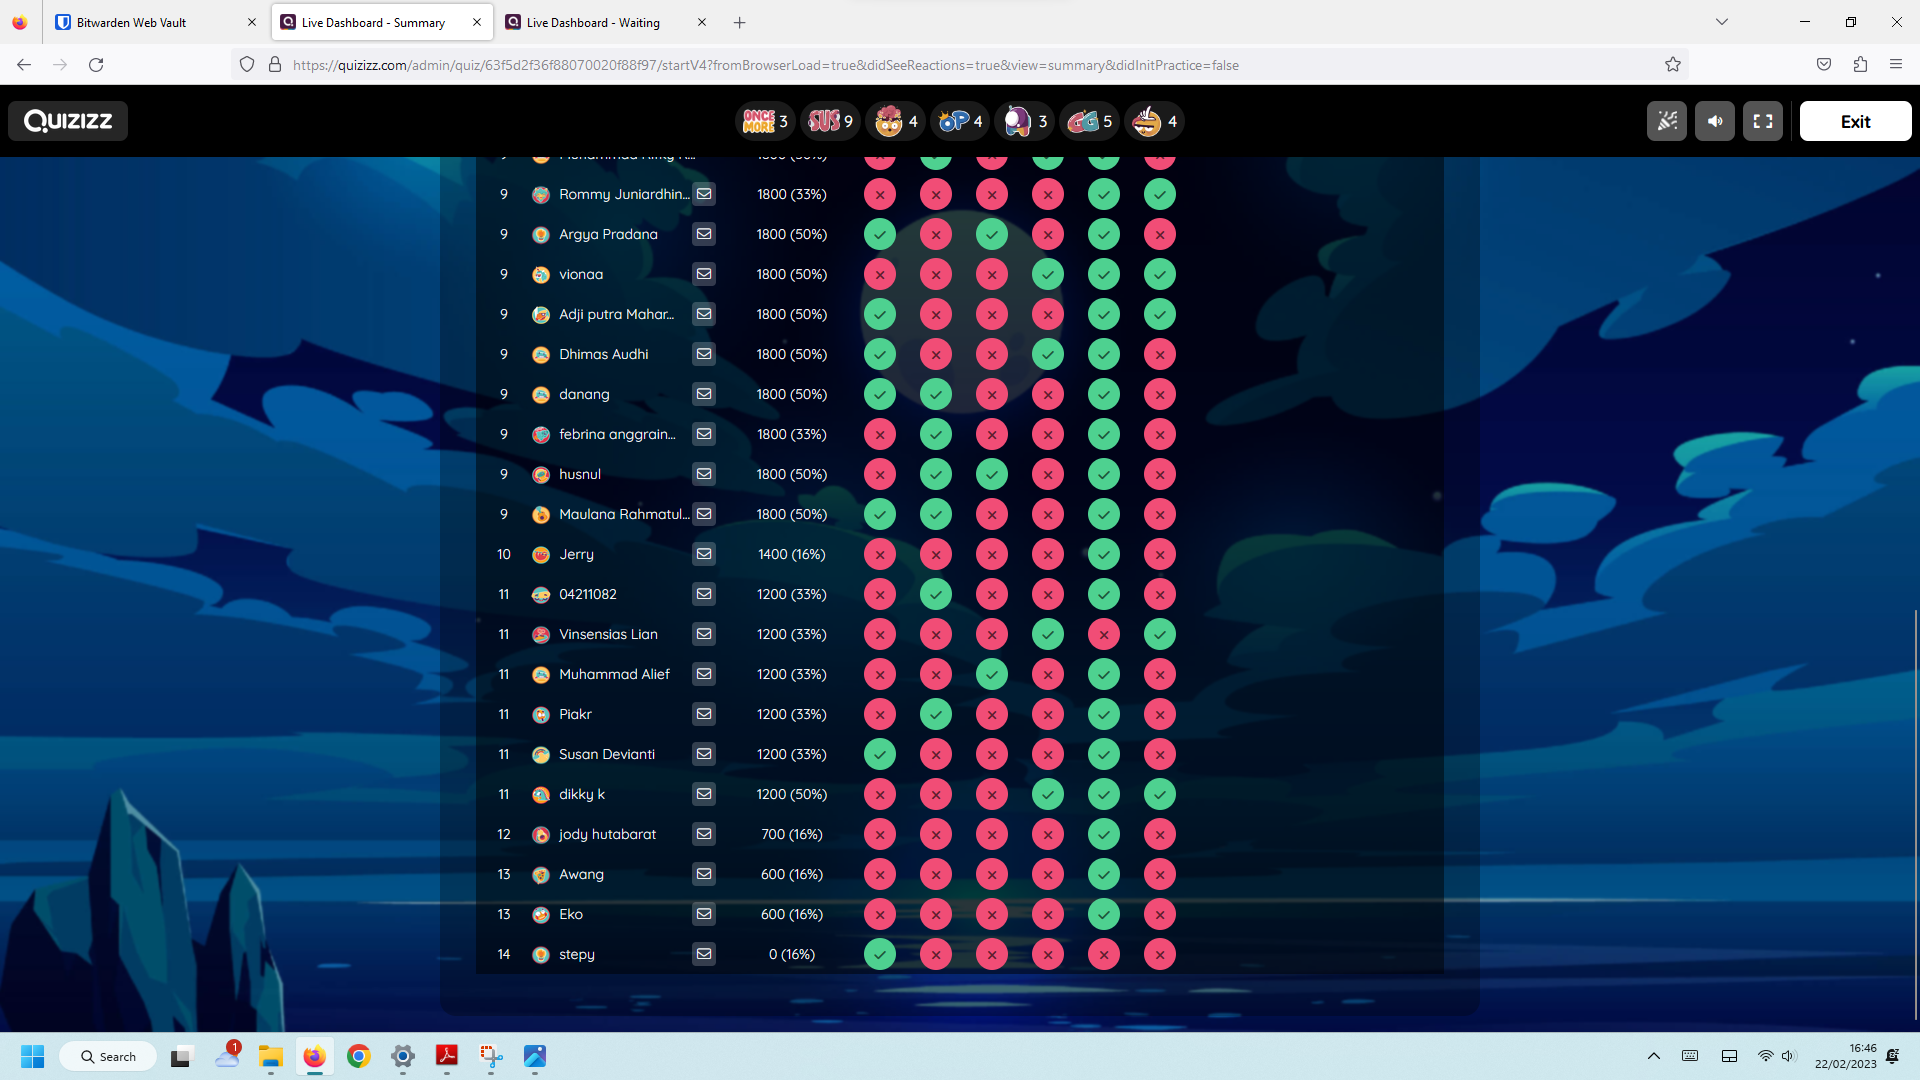 Bitwarden Web Vault
Live Dashboard - Summary
Live Dashboard - Waiting
https://quizizz.com/admin/quiz/63f5d2f36f88070020f88f97/startV4?fromBrowserLoad=true&didSeeReactions=true&view=summary&didInitPractice=false
Quizizz
ONCE MORE 3
SUS 9
4
OP 4
3
GG 5
4
Exit
9 Rommy Juniardhin... 1800 (33%)
9 Argya Pradana 1800 (50%)
9 vionaa 1800 (50%)
9 Adji putra Mahar... 1800 (50%)
9 Dhimas Audhi 1800 (50%)
9 danang 1800 (50%)
9 febrina anggrain... 1800 (33%)
9 husnul 1800 (50%)
9 Maulana Rahmatul... 1800 (50%)
10 Jerry 1400 (16%)
11 04211082 1200 (33%)
11 Vinsensias Lian 1200 (33%)
11 Muhammad Alief 1200 (33%)
11 Piakr 1200 (33%)
11 Susan Devianti 1200 (33%)
11 dikky k 1200 (50%)
12 jody hutabarat 700 (16%)
13 Awang 600 (16%)
13 Eko 600 (16%)
14 stepy 0 (16%)
1
Search
16:46
22/02/2023